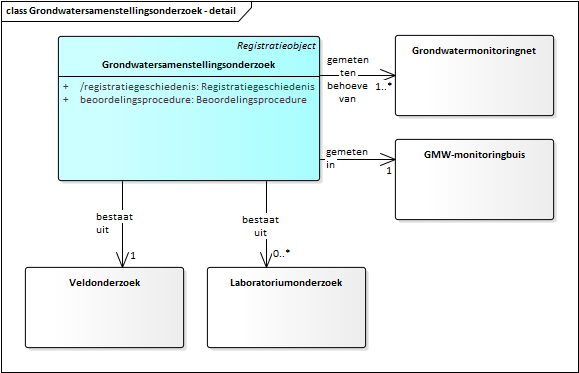 class Grondwatersamenstellingsonderzoek - detail
Registratieobject
Grondwatersamenstellingsonderzoek
+ /registratiegeschiedenis: Registratiegeschiedenis
+ beoordelingsprocedure: Beoordelingsprocedure
gemeten
ten
behoeve
van
1..*
Grondwatermonitoringnet
gemeten
in
1
GMW-monitoringbuis
bestaat
uit
1
bestaat
uit
0..*
Veldonderzoek
Laboratoriumonderzoek